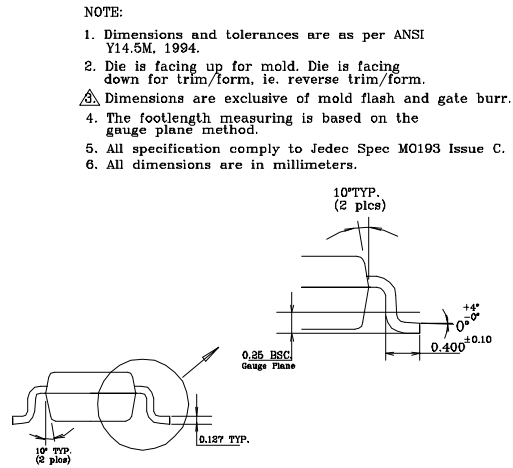 NOTE:
1. Dimensions and tolerances are as per ANSI
Y14.5M, 1994.
2. Die is facing up for mold. Die is facing
down for trim/form, ie. reverse trim/form.
3. Dimensions are exclusive of mold flash and gate burr.
4. The footlength measuring is based on the
gauge plane method.
5. All specification comply to Jedec Spec MO193 Issue C.
6. All dimensions are in millimeters.
10°TYP.
(2 plcs)
+4°
-0°
0°
0.400 ±0.10
0.25 BSC.
Gauge Plane
0.127 TYP.
10° TYP.
(2 plcs)